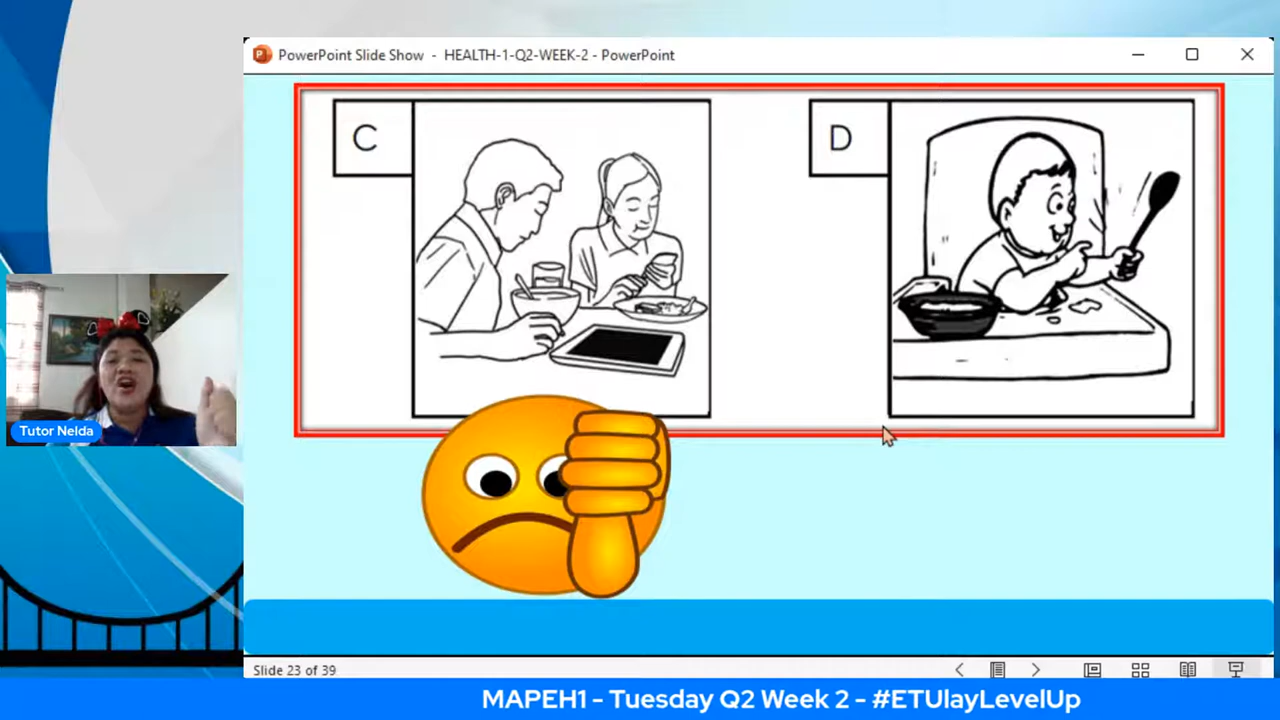 PowerPoint Slide Show - HEALTH-1-Q2-WEEK-2 - PowerPoint
C
D
Tutor Nelda
Slide 23 of 39
MAPEH1 - Tuesday Q2 Week 2 - #ETUlayLevelUp